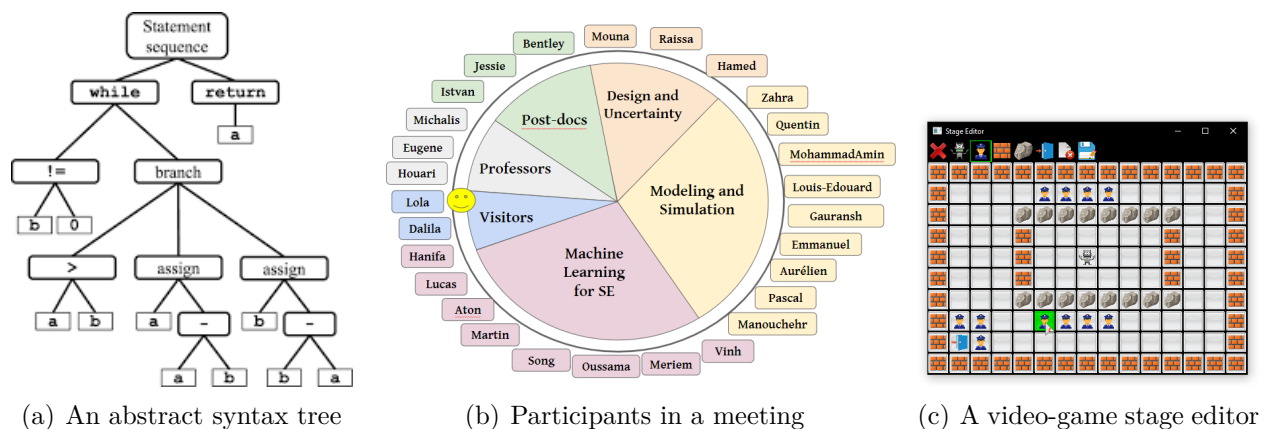 Statement
sequence
while
return
a
!=
branch
b
0
>
assign
assign
a
b
a
-
b
-
a
b
b
a
(a) An abstract syntax tree
Mouna
Raissa
Bentley
Hamed
Jessie
Istvan
Zahra
Michalis
Quentin
Eugene
MohammadAmin
Houari
Louis-Edouard
Lola
Gauransh
Dalila
Emmanuel
Hanifa
Aurélien
Lucas
Pascal
Aton
Manouchehr
Martin
Vinh
Song
Oussama
Meriem
Design and
Uncertainty
Post-docs
Professors
Modeling and
Simulation
Visitors
Machine
Learning
for SE
(b) Participants in a meeting
Stage Editor
(c) A video-game stage editor